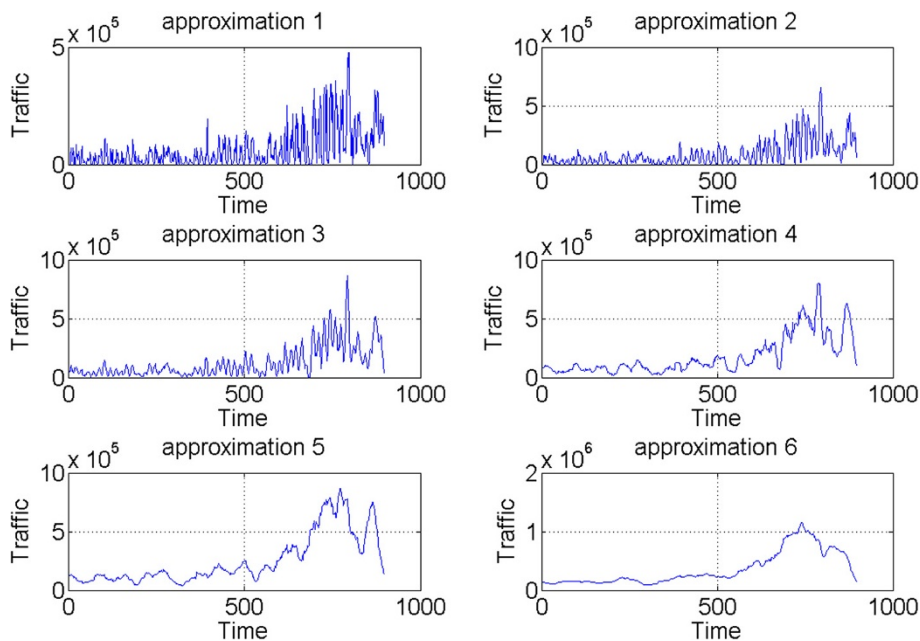 approximation 1
x 10^5
5
0
Traffic
0 500 1000
Time
approximation 2
x 10^5
10
5
0
Traffic
0 500 1000
Time
approximation 3
x 10^5
10
5
0
Traffic
0 500 1000
Time
approximation 4
x 10^5
10
5
0
Traffic
0 500 1000
Time
approximation 5
x 10^5
10
5
0
Traffic
0 500 1000
Time
approximation 6
x 10^6
2
1
0
Traffic
0 500 1000
Time